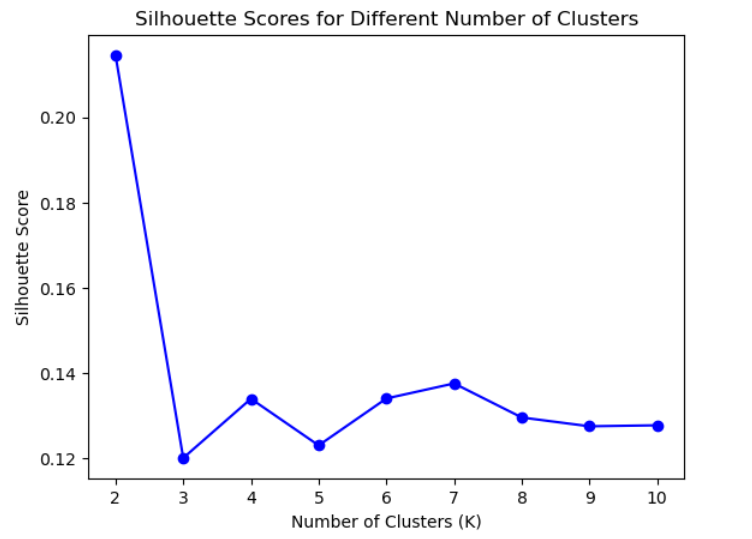 Silhouette Scores for Different Number of Clusters
0.20
0.18
0.16
0.14
0.12
Silhouette Score
2 3 4 5 6 7 8 9 10
Number of Clusters (K)